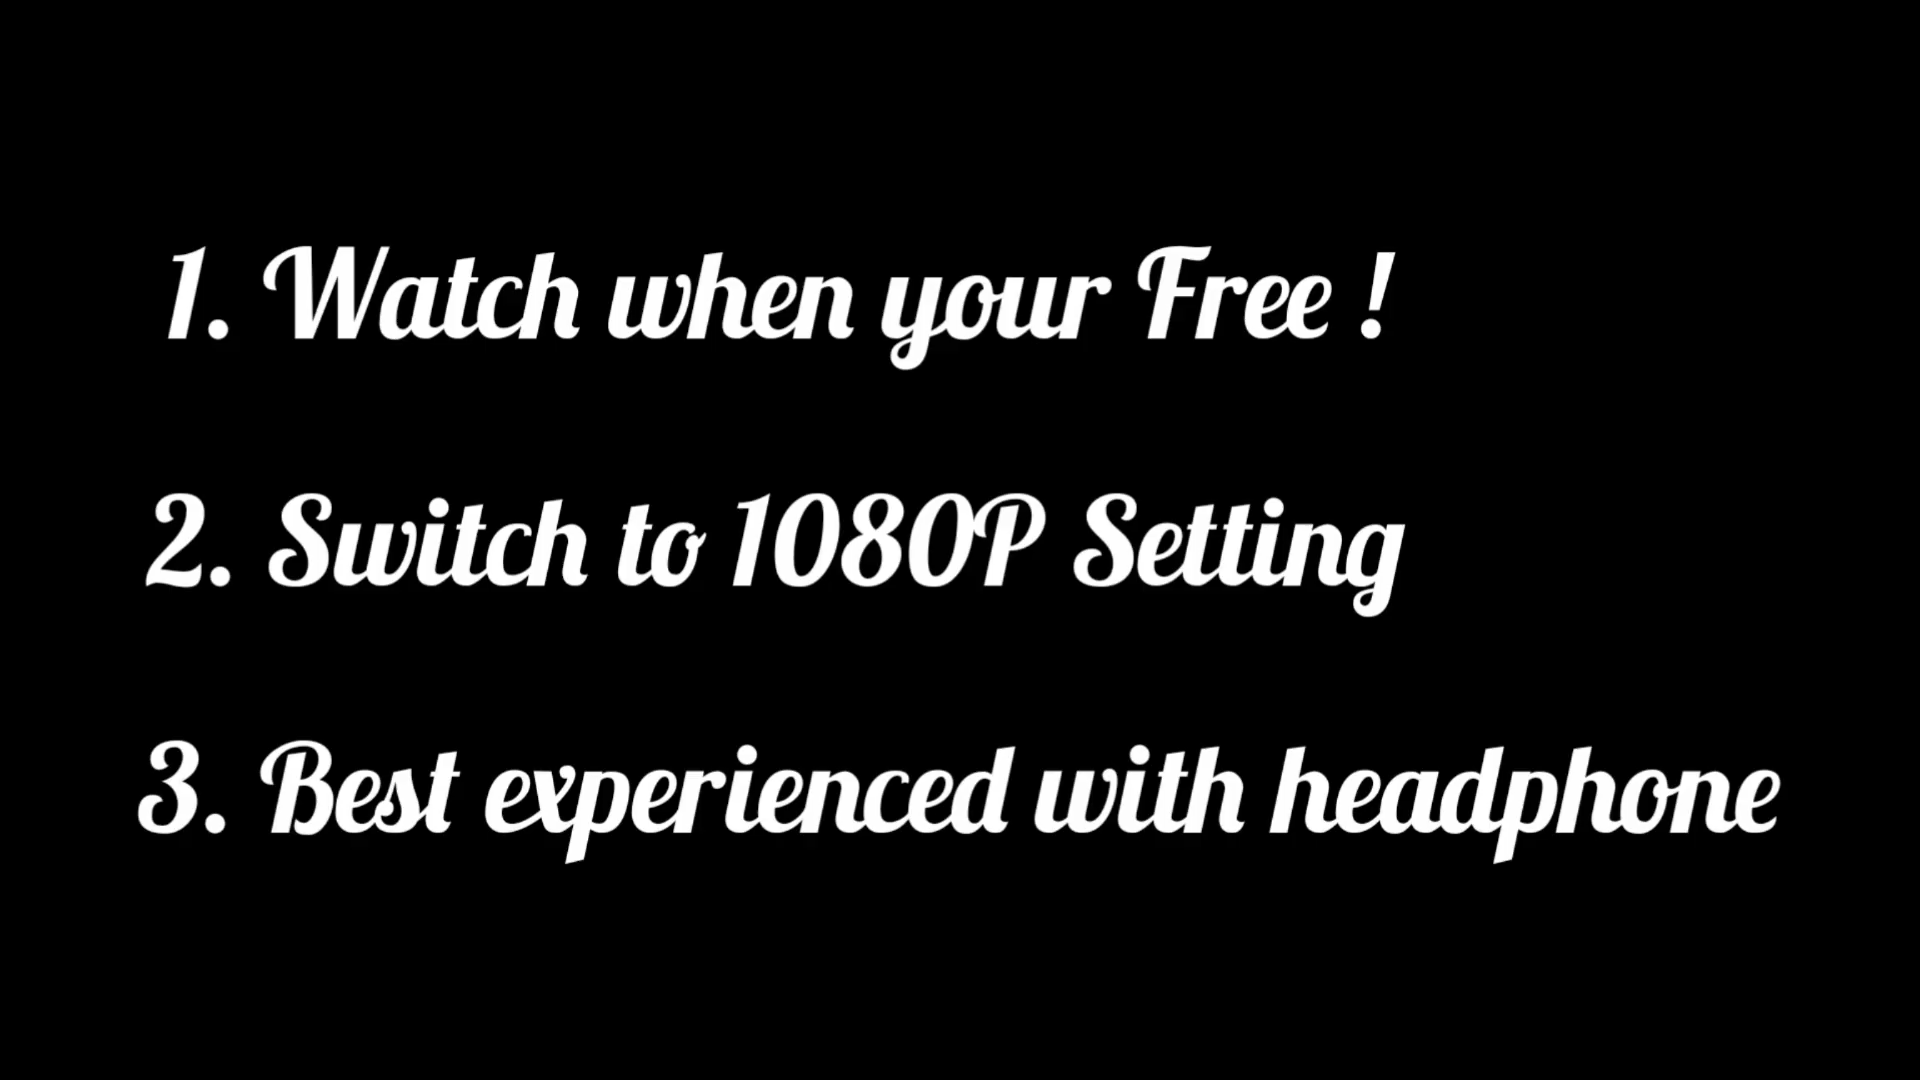 1. Watch when your Free !
2. Switch to 1080P Setting
3. Best experienced with headphone